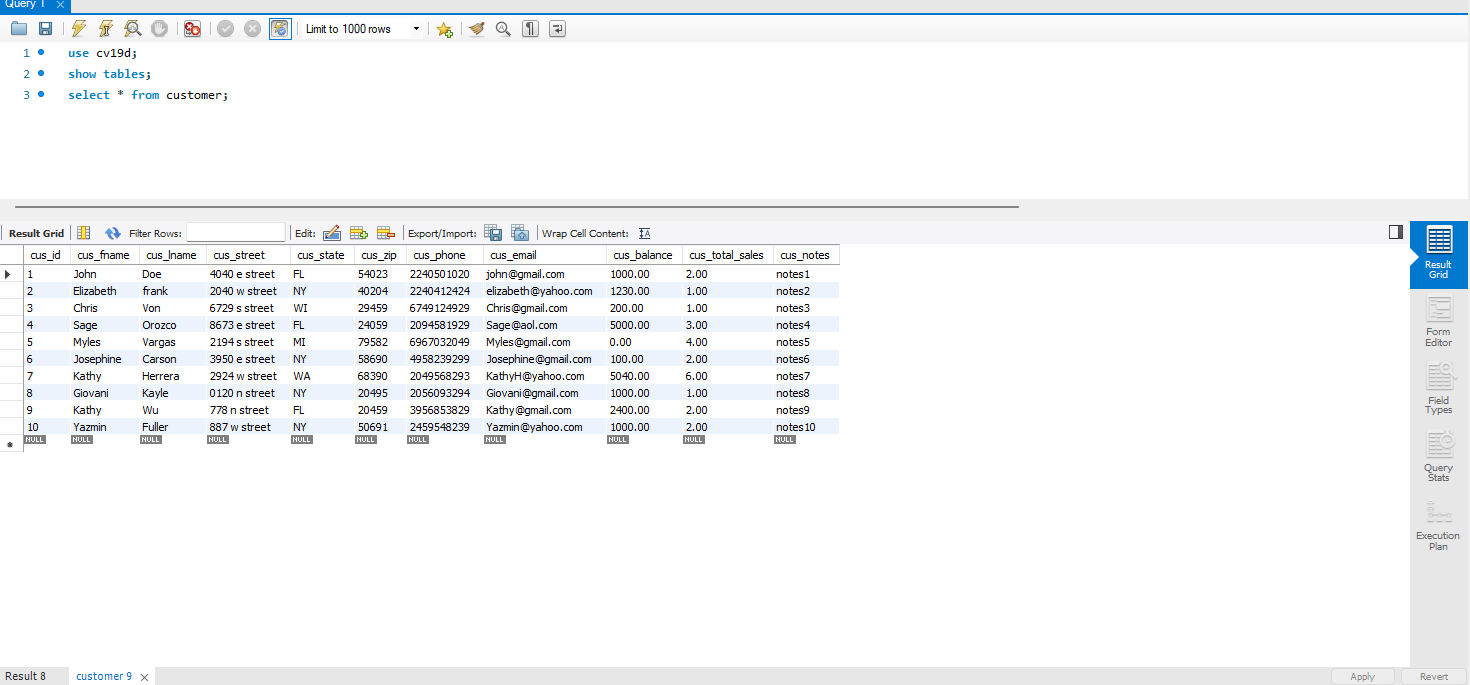 Query 1
Limit to 1000 rows
1 use cv19d;
2 show tables;
3 select * from customer;
Result Grid Filter Rows: Edit: Export/Import: Wrap Cell Content:
cus_id cus_fname cus_lname cus_street cus_state cus_zip cus_phone cus_email cus_balance cus_total_sales cus_notes
1 John Doe 4040 e street FL 54023 2240501020 john@gmail.com 1000.00 2.00 notes1
2 Elizabeth frank 2040 w street NY 40204 2240412424 elizabeth@yahoo.com 1230.00 1.00 notes2
3 Chris Von 6729 s street WI 29459 6749124929 Chris@gmail.com 200.00 1.00 notes3
4 Sage Orozco 8673 e street FL 24059 2094581929 Sage@aol.com 5000.00 3.00 notes4
5 Myles Vargas 2194 s street MI 79582 6967032049 Myles@gmail.com 0.00 4.00 notes5
6 Josephine Carson 3950 e street NY 58690 4958239299 Josephine@gmail.com 100.00 2.00 notes6
7 Kathy Herrera 2924 w street WA 68390 2049568293 KathyH@yahoo.com 5040.00 6.00 notes7
8 Giovani Kayle 0120 n street NY 20495 2056093294 Giovani@gmail.com 1000.00 1.00 notes8
9 Kathy Wu 778 n street FL 20459 3956853829 Kathy@gmail.com 2400.00 2.00 notes9
10 Yazmin Fuller 887 w street NY 50691 2459548239 Yazmin@yahoo.com 1000.00 2.00 notes10
NULL NULL NULL NULL NULL NULL NULL NULL NULL NULL NULL
Result
Grid
Form
Editor
Field
Types
Query
Stats
Execution
Plan
Result 8 customer 9 Apply Revert